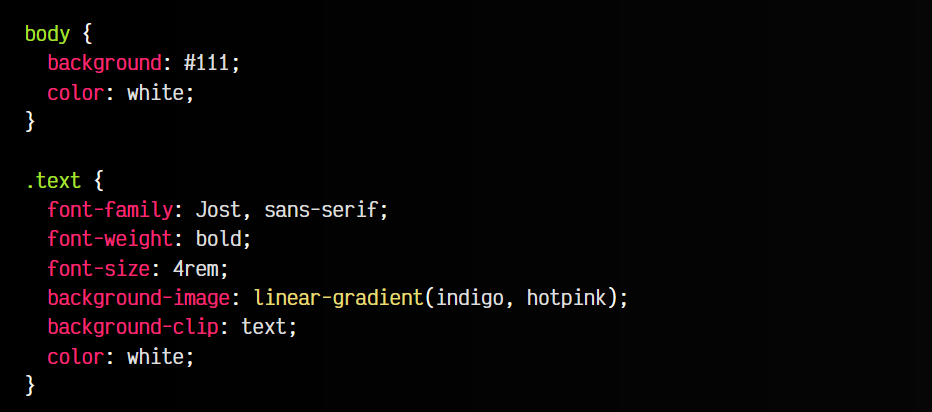 body {
  background: #111;
  color: white;
}

.text {
  font-family: Jost, sans-serif;
  font-weight: bold;
  font-size: 4rem;
  background-image: linear-gradient(indigo, hotpink);
  background-clip: text;
  color: white;
}